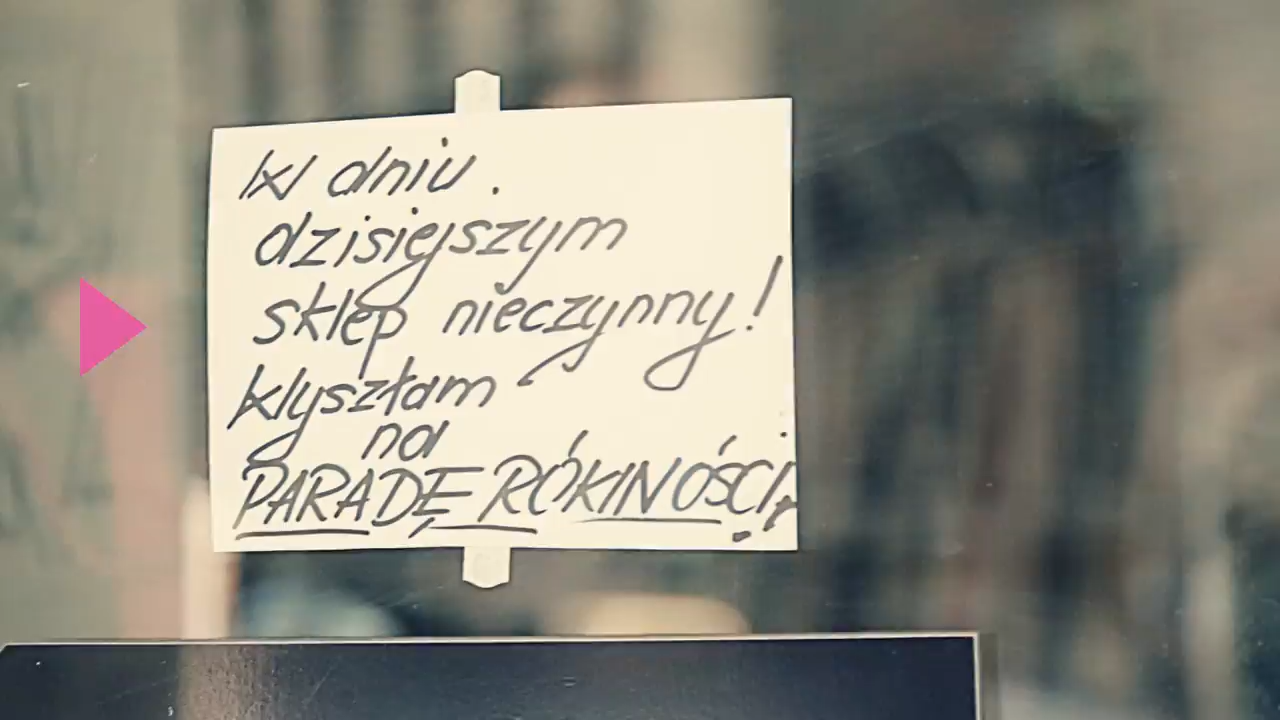 W dniu.
dzisiejszym
sklep nieczynny!
Wyszłam
na
PARADĘ RÓWNOŚCI,